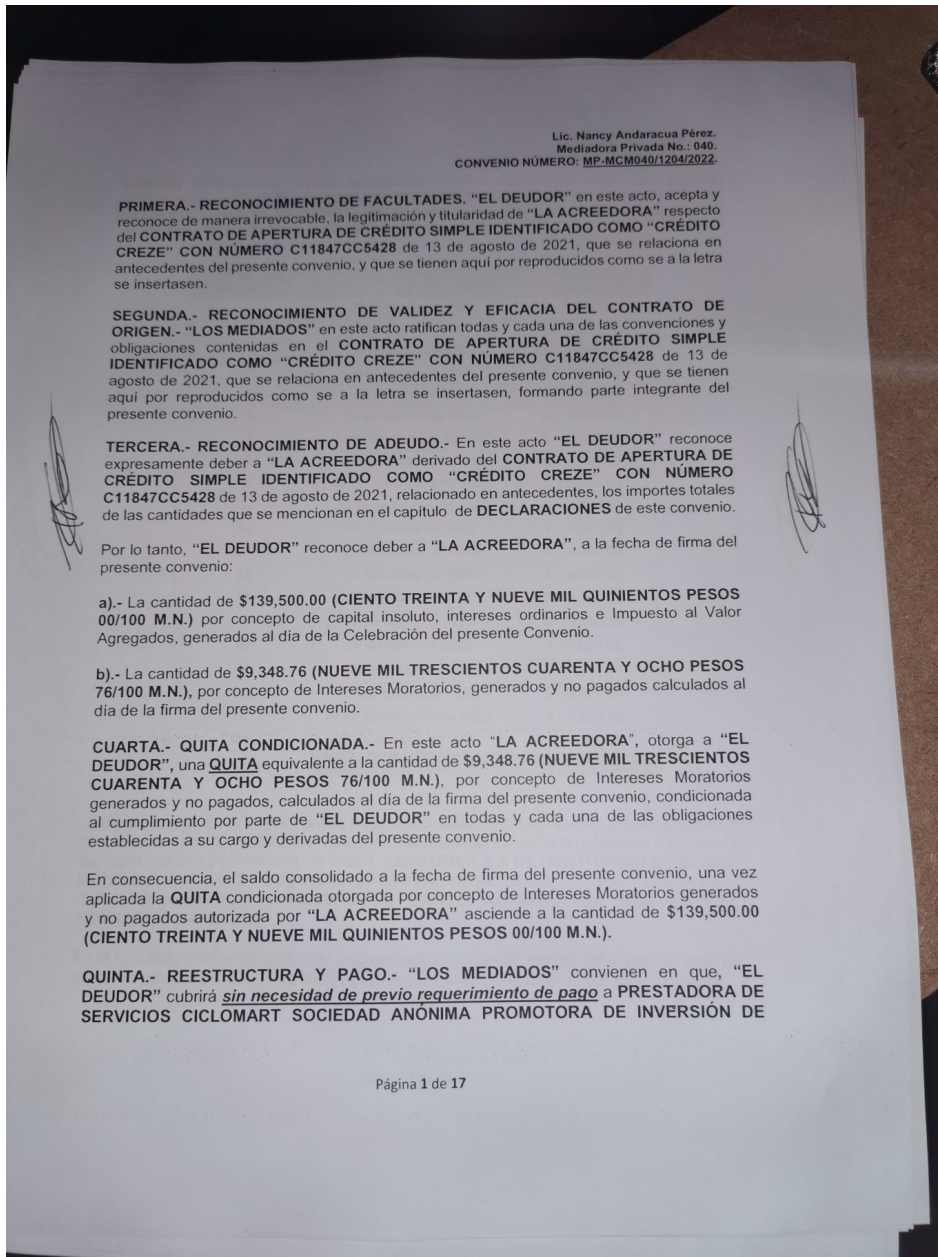 Lic. Nancy Andaracua Pérez.
Mediadora Privada No.: 040.
CONVENIO NÚMERO: MP-MCM040/1204/2022.
PRIMERA.- RECONOCIMIENTO DE FACULTADES. “EL DEUDOR” en este acto, acepta y
reconoce de manera irrevocable, la legitimación y titularidad de “LA ACREEDORA” respecto
del CONTRATO DE APERTURA DE CRÉDITO SIMPLE IDENTIFICADO COMO “CRÉDITO
CREZE” CON NÚMERO C11847CC5428 de 13 de agosto de 2021, que se relaciona en
antecedentes del presente convenio, y que se tienen aquí por reproducidos como se a la letra
se insertasen.
SEGUNDA.- RECONOCIMIENTO DE VALIDEZ Y EFICACIA DEL CONTRATO DE
ORIGEN.- “LOS MEDIADOS” en este acto ratifican todas y cada una de las convenciones y
obligaciones contenidas en el CONTRATO DE APERTURA DE CRÉDITO SIMPLE
IDENTIFICADO COMO “CRÉDITO CREZE” CON NÚMERO C11847CC5428 de 13 de
agosto de 2021, que se relaciona en antecedentes del presente convenio, y que se tienen
aquí por reproducidos como se a la letra se insertasen, formando parte integrante del
presente convenio.
TERCERA.- RECONOCIMIENTO DE ADEUDO.- En este acto “EL DEUDOR” reconoce
expresamente deber a “LA ACREEDORA” derivado del CONTRATO DE APERTURA DE
CRÉDITO SIMPLE IDENTIFICADO COMO “CRÉDITO CREZE” CON NÚMERO
C11847CC5428 de 13 de agosto de 2021, relacionado en antecedentes, los importes totales
de las cantidades que se mencionan en el capítulo de DECLARACIONES de este convenio.
Por lo tanto, “EL DEUDOR” reconoce deber a “LA ACREEDORA”, a la fecha de firma del
presente convenio:
a).- La cantidad de $139,500.00 (CIENTO TREINTA Y NUEVE MIL QUINIENTOS PESOS
00/100 M.N.) por concepto de capital insoluto, intereses ordinarios e Impuesto al Valor
Agregados, generados al día de la Celebración del presente Convenio.
b).- La cantidad de $9,348.76 (NUEVE MIL TRESCIENTOS CUARENTA Y OCHO PESOS
76/100 M.N.), por concepto de Intereses Moratorios, generados y no pagados calculados al
día de la firma del presente convenio.
CUARTA.- QUITA CONDICIONADA.- En este acto “LA ACREEDORA”, otorga a “EL
DEUDOR”, una QUITA equivalente a la cantidad de $9,348.76 (NUEVE MIL TRESCIENTOS
CUARENTA Y OCHO PESOS 76/100 M.N.), por concepto de Intereses Moratorios
generados y no pagados, calculados al día de la firma del presente convenio, condicionada
al cumplimiento por parte de “EL DEUDOR” en todas y cada una de las obligaciones
establecidas a su cargo y derivadas del presente convenio.
En consecuencia, el saldo consolidado a la fecha de firma del presente convenio, una vez
aplicada la QUITA condicionada otorgada por concepto de Intereses Moratorios generados
y no pagados autorizada por “LA ACREEDORA” asciende a la cantidad de $139,500.00
(CIENTO TREINTA Y NUEVE MIL QUINIENTOS PESOS 00/100 M.N.).
QUINTA.- REESTRUCTURA Y PAGO.- “LOS MEDIADOS” convienen en que, “EL
DEUDOR” cubrirá sin necesidad de previo requerimiento de pago a PRESTADORA DE
SERVICIOS CICLOMART SOCIEDAD ANÓNIMA PROMOTORA DE INVERSIÓN DE
Página 1 de 17